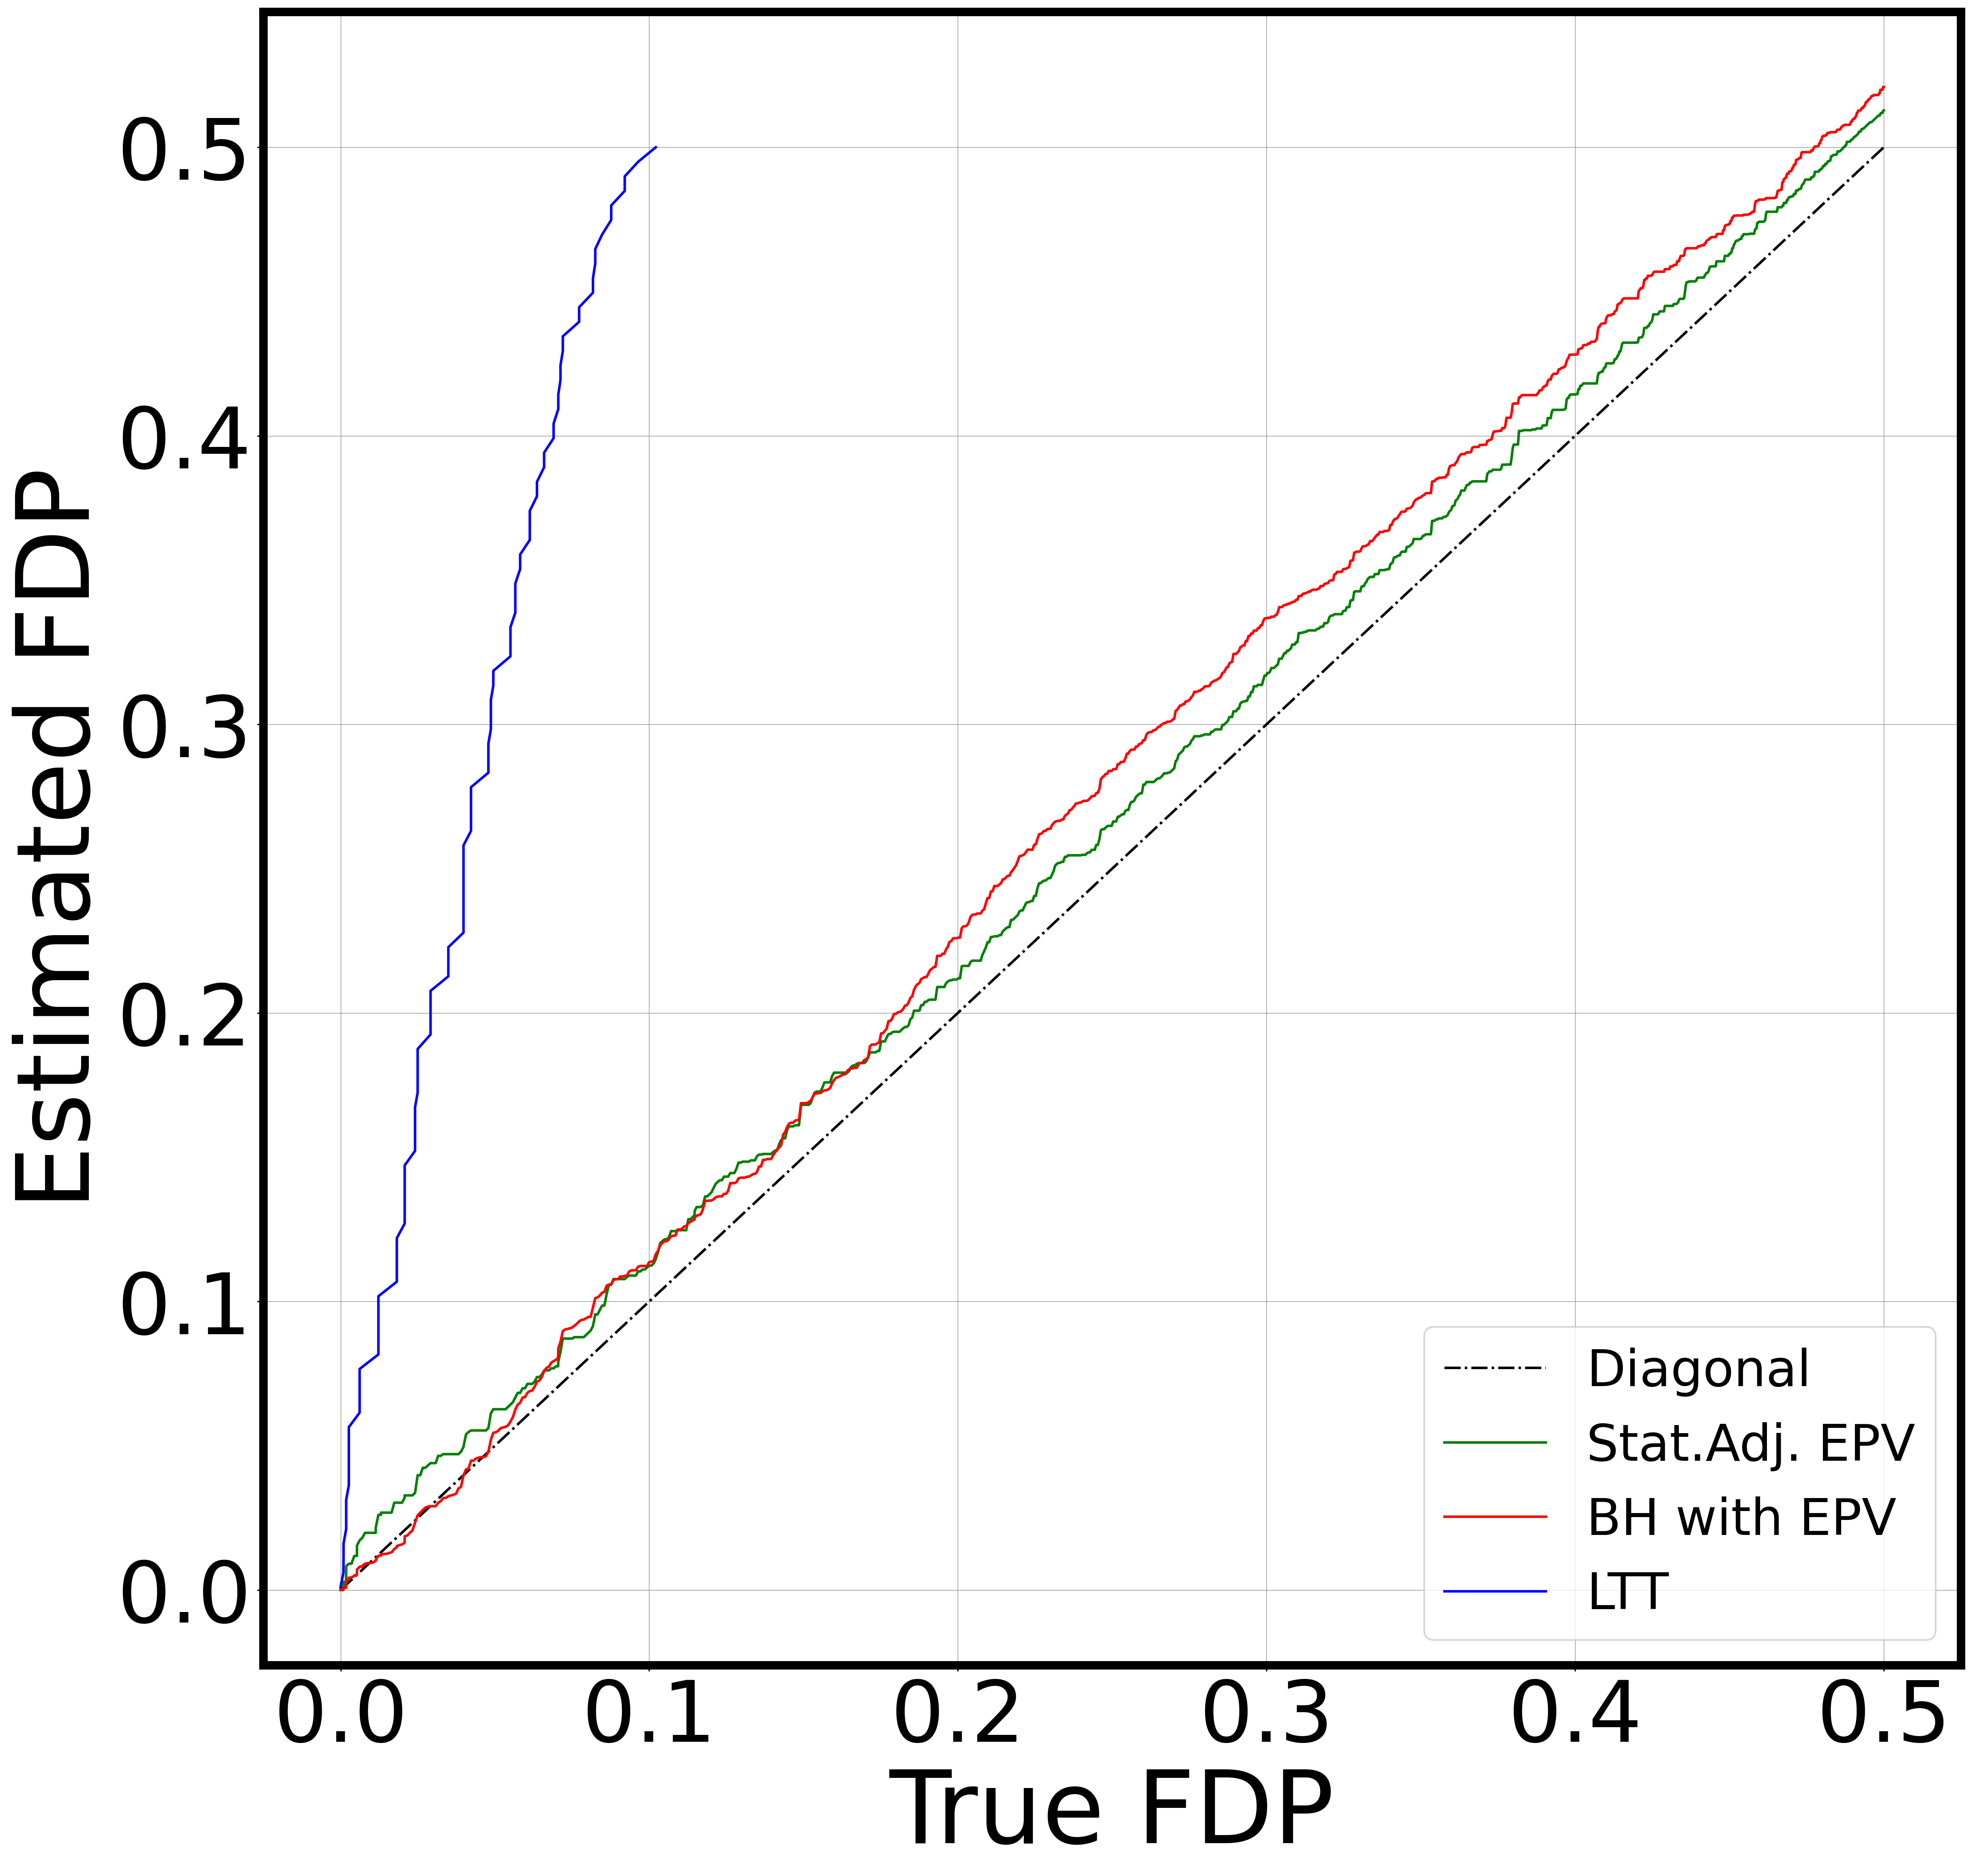 Estimated FDP
0.5
0.4
0.3
0.2
0.1
0.0
Diagonal
Stat.Adj. EPV
BH with EPV
LTT
0.0 0.1 0.2 0.3 0.4 0.5
True FDP